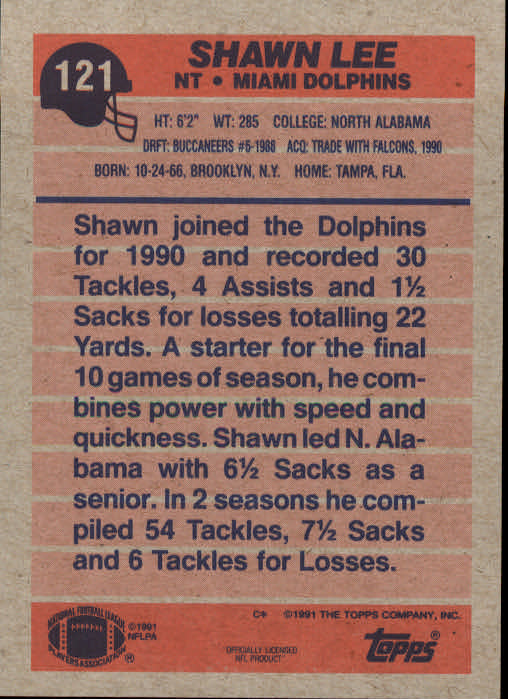 121
SHAWN LEE
NT • MIAMI DOLPHINS
HT: 6'2" WT: 285 COLLEGE: NORTH ALABAMA
DRFT: BUCCANEERS #6-1988 ACQ: TRADE WITH FALCONS, 1990
BORN: 10-24-66, BROOKLYN, N.Y. HOME: TAMPA, FLA.
Shawn joined the Dolphins
for 1990 and recorded 30
Tackles, 4 Assists and 1½
Sacks for losses totalling 22
Yards. A starter for the final
10 games of season, he com-
bines power with speed and
quickness. Shawn led N. Ala-
bama with 6½ Sacks as a
senior. In 2 seasons he com-
piled 54 Tackles, 7½ Sacks
and 6 Tackles for Losses.
NATIONAL FOOTBALL LEAGUE
PLAYERS ASSOCIATION ®
©1991
NFLPA
C* ©1991 THE TOPPS COMPANY, INC.
OFFICIALLY LICENSED
NFL PRODUCT
topps®